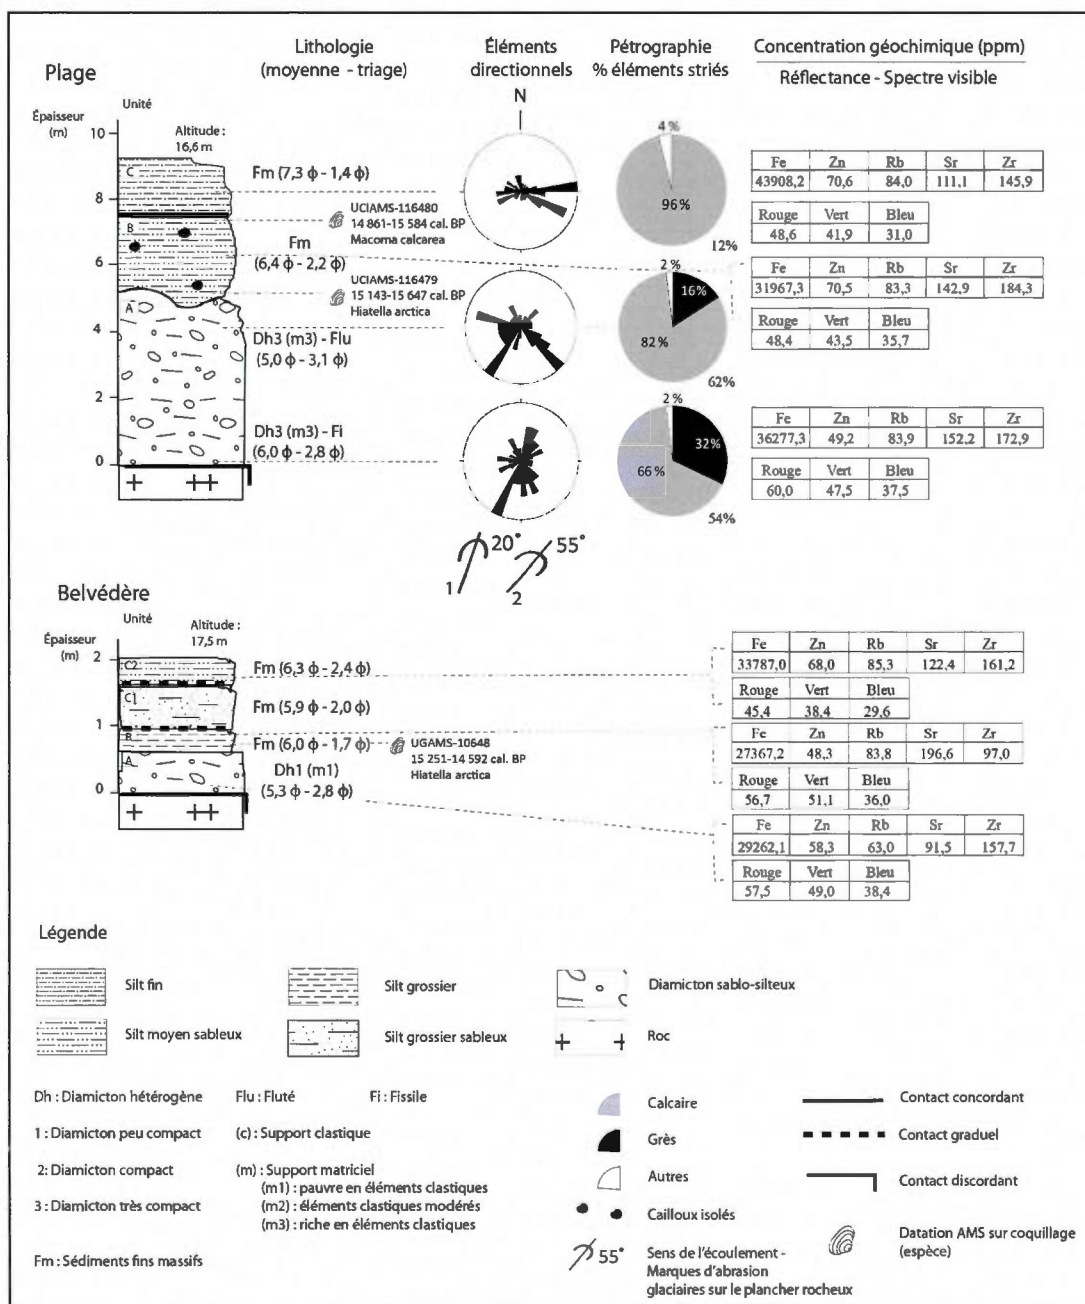 Plage
Lithologie
(moyenne - triage)
Éléments
directionnels
Pétrographie
% éléments striés
Concentration géochimique (ppm)
Réflectance - Spectre visible
N
Épaisseur
(m)
Unité
Altitude :
16,6 m
10
8
6
4
2
0
C
B
A
Fm (7,3 ϕ - 1,4 ϕ)
UCIAMS-116480
14 861-15 584 cal. BP
Macoma calcarea
Fm
(6,4 ϕ - 2,2 ϕ)
UCIAMS-116479
15 143-15 647 cal. BP
Hiatella arctica
Dh3 (m3) - Flu
(5,0 ϕ - 3,1 ϕ)
Dh3 (m3) - Fi
(6,0 ϕ - 2,8 ϕ)
4 %
96 %
12%
2 %
16%
82 %
62%
2 %
32%
66 %
54%
Fe Zn Rb Sr Zr
43908,2 70,6 84,0 111,1 145,9
Rouge Vert Bleu
48,6 41,9 31,0
Fe Zn Rb Sr Zr
31967,3 70,5 83,3 142,9 184,3
Rouge Vert Bleu
48,4 43,5 35,7
Fe Zn Rb Sr Zr
36277,3 49,2 83,9 152,2 172,9
Rouge Vert Bleu
60,0 47,5 37,5
20° 55°
1 2
Belvédère
Épaisseur
(m)
Unité
Altitude :
17,5 m
2
1
0
C2
C1
B
A
Fm (6,3 ϕ - 2,4 ϕ)
Fm (5,9 ϕ - 2,0 ϕ)
Fm (6,0 ϕ - 1,7 ϕ)
UGAMS-10648
15 251-14 592 cal. BP
Hiatella arctica
Dh1 (m1)
(5,3 ϕ - 2,8 ϕ)
Fe Zn Rb Sr Zr
33787,0 68,0 85,3 122,4 161,2
Rouge Vert Bleu
45,4 38,4 29,6
Fe Zn Rb Sr Zr
27367,2 48,3 83,8 196,6 97,0
Rouge Vert Bleu
56,7 51,1 36,0
Fe Zn Rb Sr Zr
29262,1 58,3 63,0 91,5 157,7
Rouge Vert Bleu
57,5 49,0 38,4
Légende
Silt fin
Silt grossier
Diamicton sablo-silteux
Silt moyen sableux
Silt grossier sableux
Roc
Dh : Diamicton hétérogène
Flu : Fluté
Fi : Fissile
1 : Diamicton peu compact
(c) : Support clastique
2: Diamicton compact
(m) : Support matriciel
(m1) : pauvre en éléments clastiques
3 : Diamicton très compact
(m2) : éléments clastiques modérés
(m3) : riche en éléments clastiques
Fm : Sédiments fins massifs
Calcaire
Grès
Autres
Cailloux isolés
55°
Sens de l'écoulement -
Marques d'abrasion
glaciaires sur le plancher rocheux
Contact concordant
Contact graduel
Contact discordant
Datation AMS sur coquillage
(espèce)